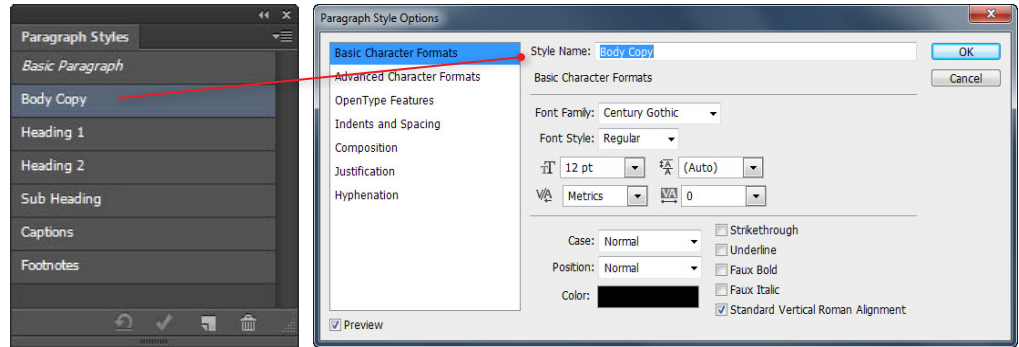 Paragraph Styles
Basic Paragraph
Body Copy
Heading 1
Heading 2
Sub Heading
Captions
Footnotes
Paragraph Style Options
Basic Character Formats
Advanced Character Formats
OpenType Features
Indents and Spacing
Composition
Justification
Hyphenation
Preview
Style Name: Body Copy
Basic Character Formats
Font Family: Century Gothic
Font Style: Regular
12 pt (Auto)
Metrics 0
Case: Normal
Position: Normal
Color:
Strikethrough
Underline
Faux Bold
Faux Italic
Standard Vertical Roman Alignment
OK
Cancel